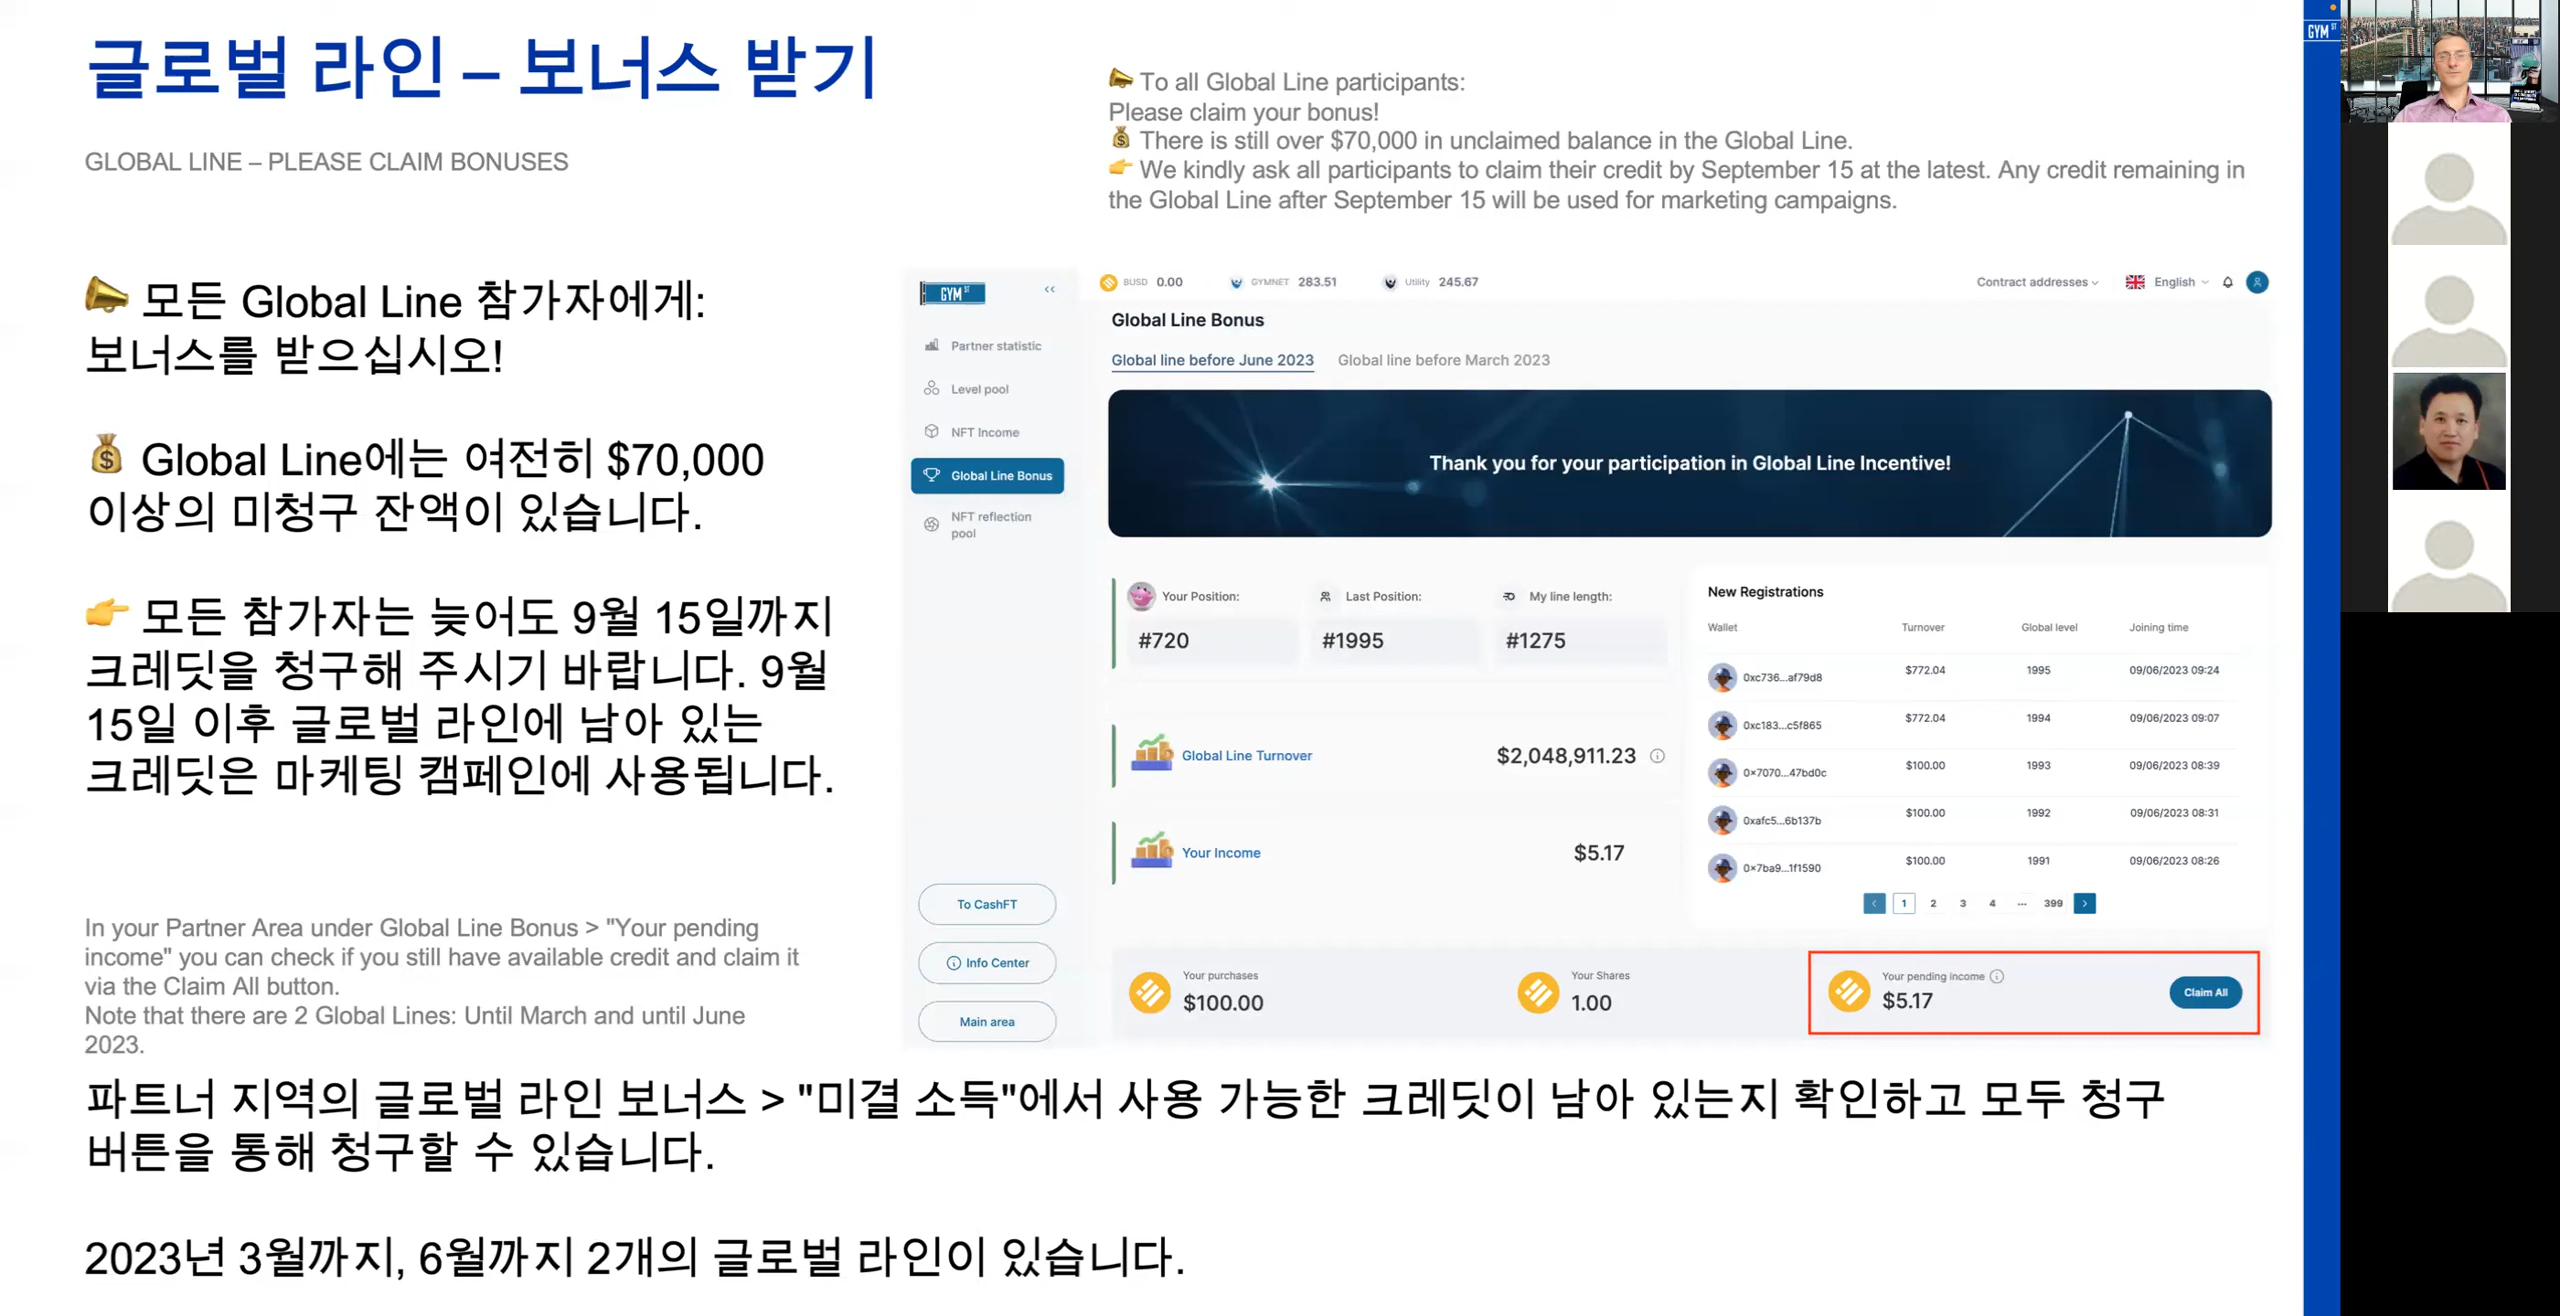 글로벌 라인 – 보너스 받기
GLOBAL LINE – PLEASE CLAIM BONUSES
To all Global Line participants:
Please claim your bonus!
There is still over $70,000 in unclaimed balance in the Global Line.
We kindly ask all participants to claim their credit by September 15 at the latest. Any credit remaining in
the Global Line after September 15 will be used for marketing campaigns.
모든 Global Line 참가자에게:
보너스를 받으십시오!
Global Line에는 여전히 $70,000
이상의 미청구 잔액이 있습니다.
모든 참가자는 늦어도 9월 15일까지
크레딧을 청구해 주시기 바랍니다. 9월
15일 이후 글로벌 라인에 남아 있는
크레딧은 마케팅 캠페인에 사용됩니다.
In your Partner Area under Global Line Bonus > "Your pending
income" you can check if you still have available credit and claim it
via the Claim All button.
Note that there are 2 Global Lines: Until March and until June
2023.
GYM ST
<<
Partner statistic
Level pool
NFT Income
Global Line Bonus
NFT reflection
pool
To CashFT
Info Center
Main area
BUSD 0.00 GYMNET 283.51 Utility 245.67
Contract addresses English
Global Line Bonus
Global line before June 2023 Global line before March 2023
Thank you for your participation in Global Line Incentive!
Your Position: Last Position: My line length:
#720 #1995 #1275
Global Line Turnover $2,048,911.23
Your Income $5.17
New Registrations
Wallet Turnover Global level Joining time
0xc736...af79d8 $772.04 1995 09/06/2023 09:24
0xc183...c5f865 $772.04 1994 09/06/2023 09:07
0x7070...47bd0c $100.00 1993 09/06/2023 08:39
0xafc5...6b137b $100.00 1992 09/06/2023 08:31
0x7ba9...1f1590 $100.00 1991 09/06/2023 08:26
< 1 2 3 4 ... 399 >
Your purchases Your Shares Your pending income
$100.00 1.00 $5.17 Claim All
파트너 지역의 글로벌 라인 보너스 > "미결 소득"에서 사용 가능한 크레딧이 남아 있는지 확인하고 모두 청구
버튼을 통해 청구할 수 있습니다.
2023년 3월까지, 6월까지 2개의 글로벌 라인이 있습니다.
GYM ST